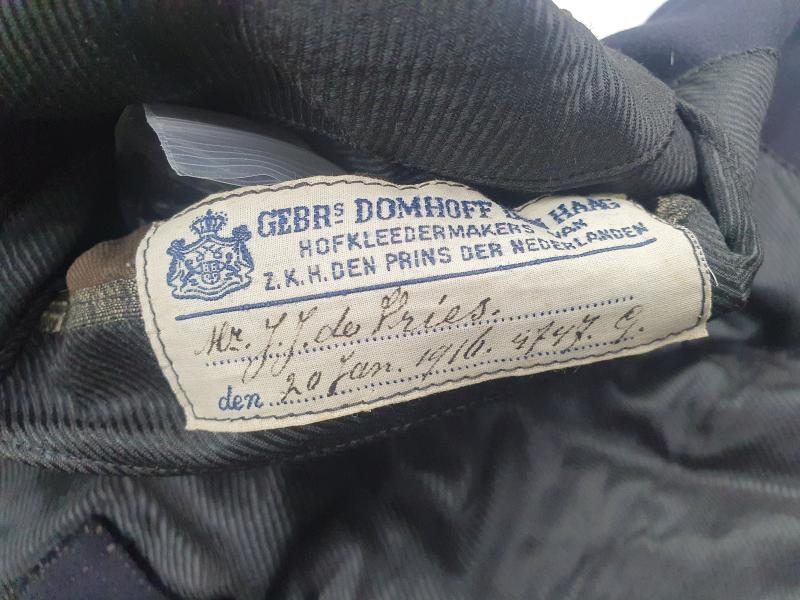 GEBRS DOMHOFF HAAG
HOFKLEEDERMAKERS VAN
Z.K.H. DEN PRINS DER NEDERLANDEN
Mr. J.J. de Vries.
den 20 Jan. 1916. 4747. G.